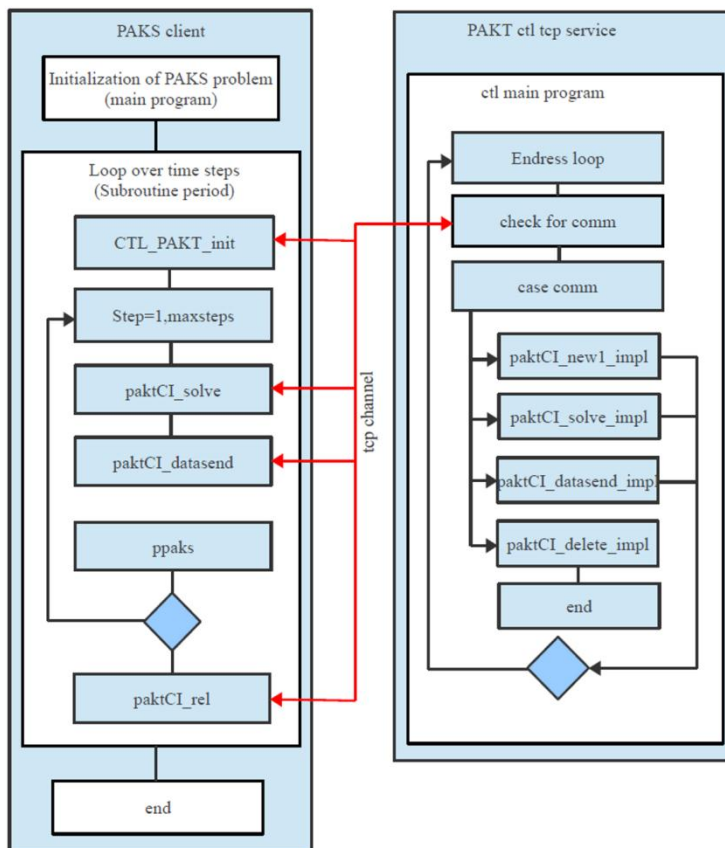 PAKS client
Initialization of PAKS problem
(main program)
Loop over time steps
(Subroutine period)
CTL_PAKT_init
Step=1,maxsteps
paktCI_solve
paktCI_datasend
ppaks
paktCI_rel
end
tcp channel
PAKT ctl tcp service
ctl main program
Endress loop
check for comm
case comm
paktCI_new1_impl
paktCI_solve_impl
paktCI_datasend_impl
paktCI_delete_impl
end